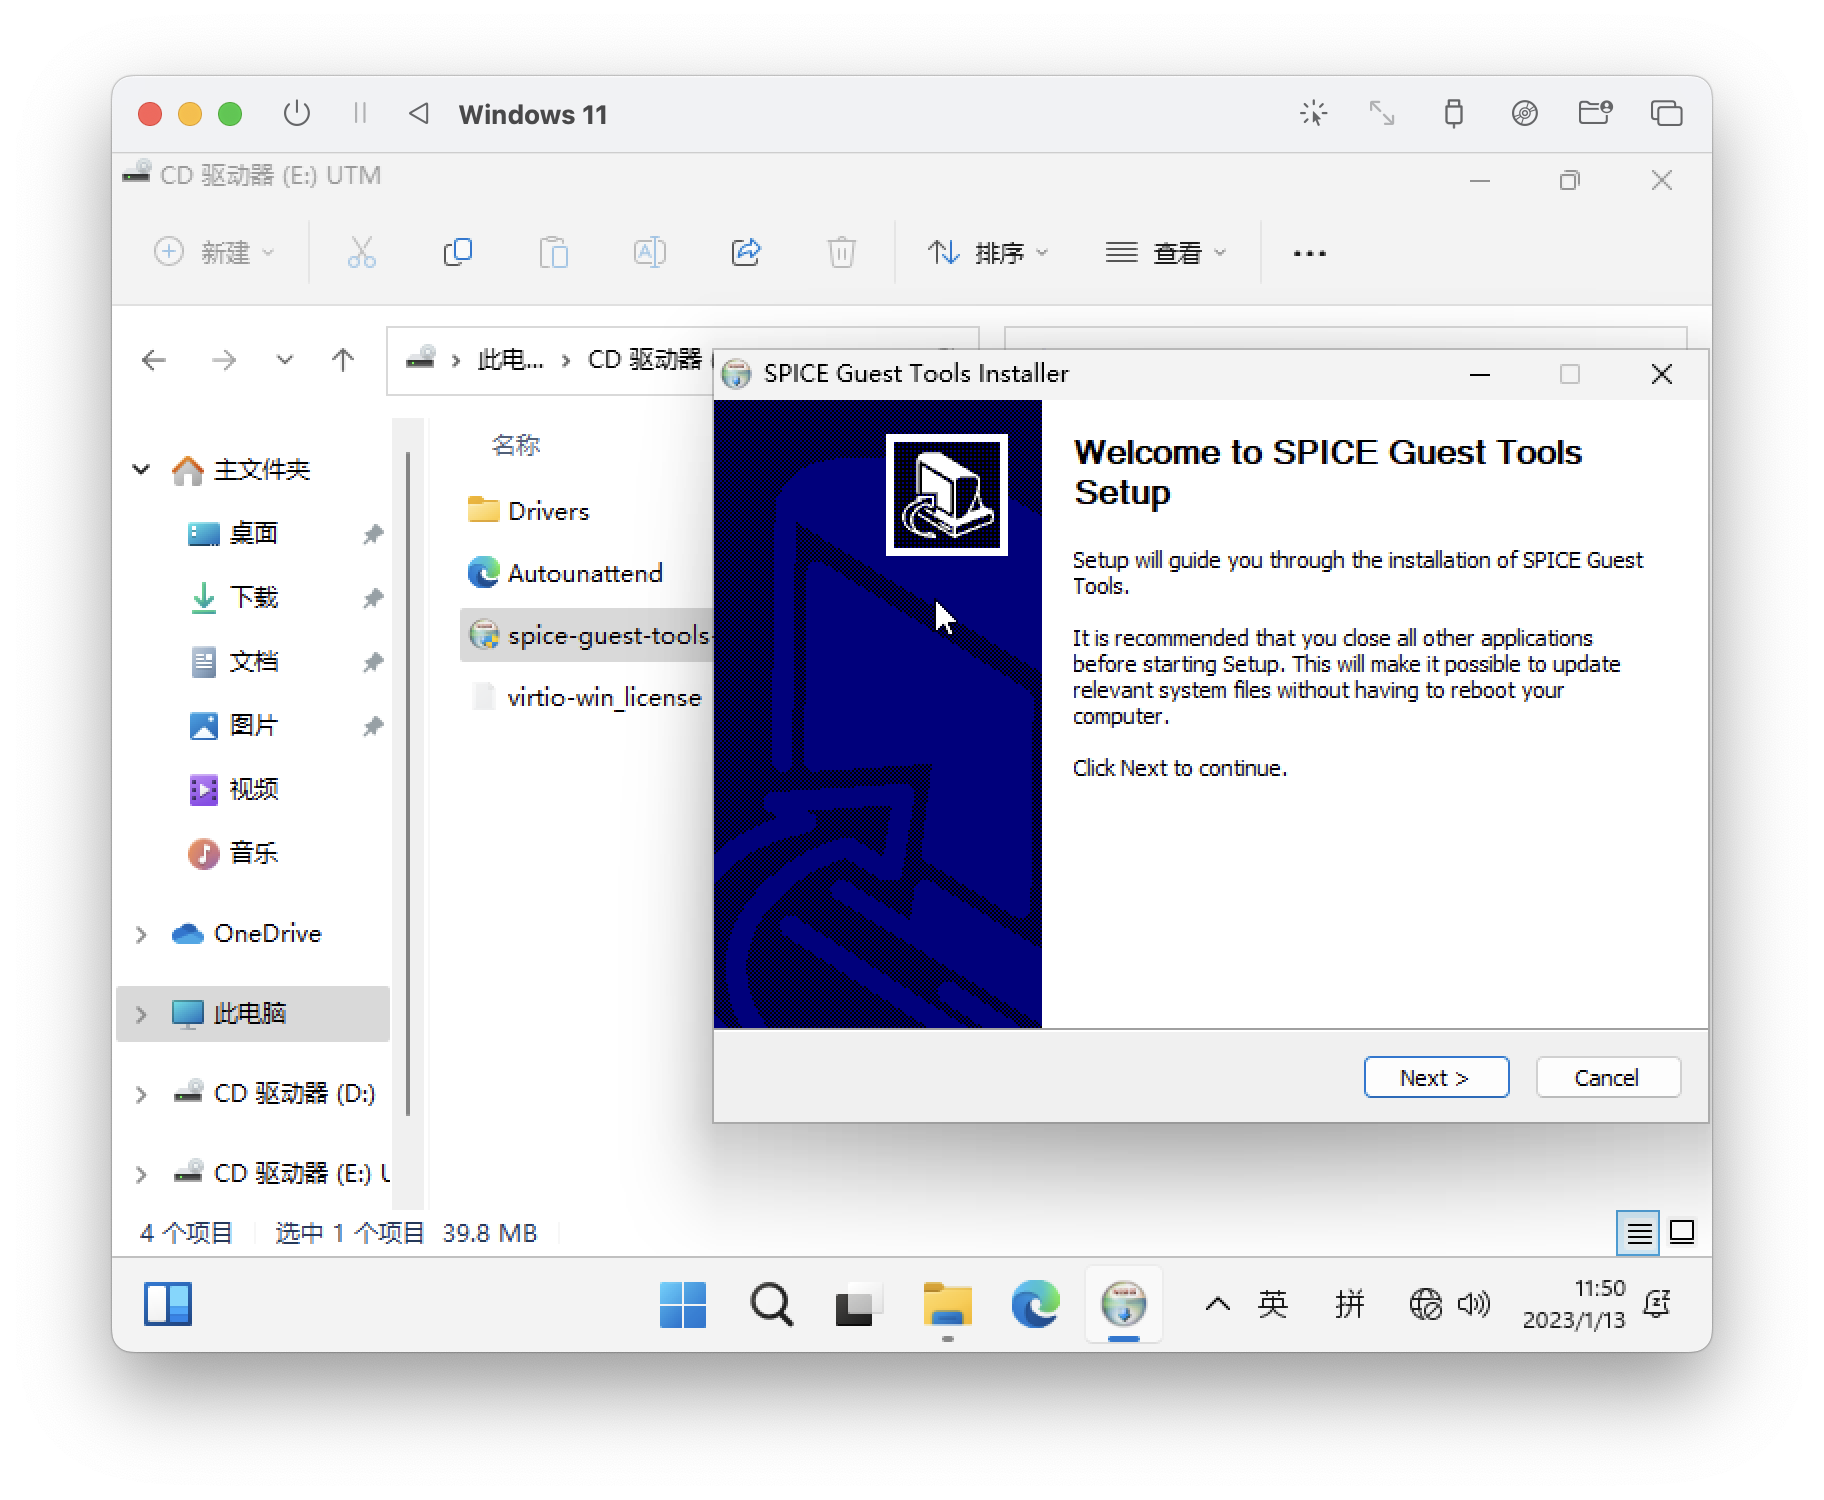 Windows 11
CD 驱动器 (E:) UTM
新建
排序
查看
此电...
CD 驱动器
SPICE Guest Tools Installer
名称
主文件夹
桌面
下载
文档
图片
视频
音乐
OneDrive
此电脑
CD 驱动器 (D:)
CD 驱动器 (E:) U
Drivers
Autounattend
spice-guest-tools-
virtio-win_license
Welcome to SPICE Guest Tools
Setup
Setup will guide you through the installation of SPICE Guest
Tools.
It is recommended that you close all other applications
before starting Setup. This will make it possible to update
relevant system files without having to reboot your
computer.
Click Next to continue.
Next >
Cancel
4 个项目
选中 1 个项目 39.8 MB
英
拼
11:50
2023/1/13